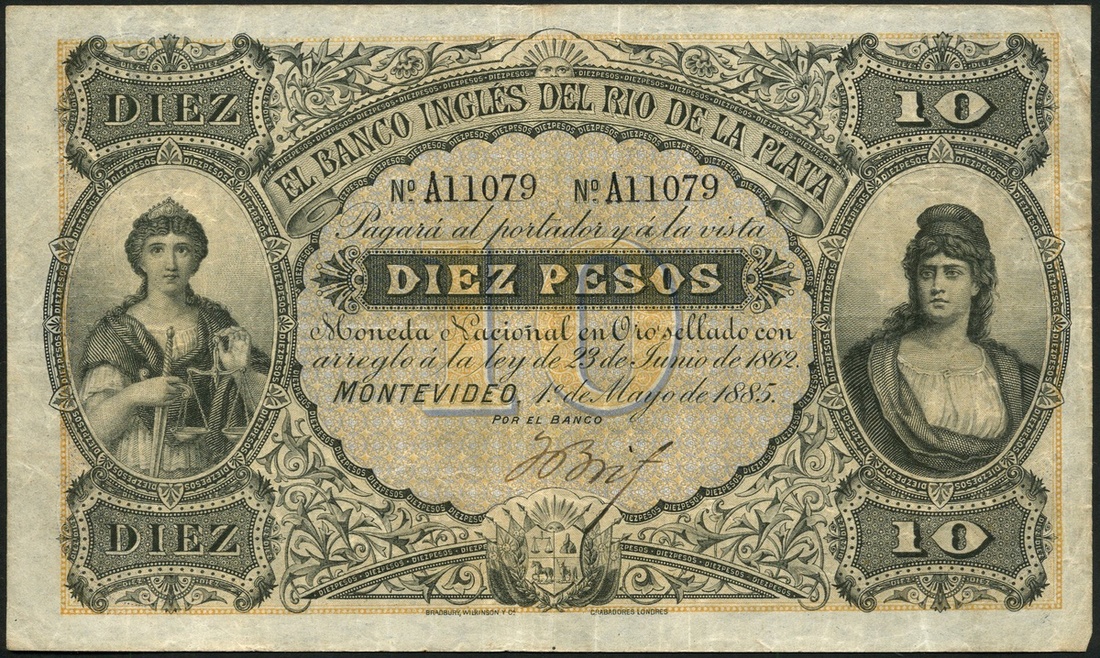 DIEZ
10
EL BANCO INGLÉS DEL RIO DE LA PLATA
Nº A11079 Nº A11079
Pagará al portador y á la vista
10
DIEZ PESOS
Moneda Nacional en Oro sellado con
arreglo á la ley de 23 de Junio de 1862.
MONTEVIDEO, 1º de Mayo de 1885.
POR EL BANCO
DIEZ
10
BRADBURY, WILKINSON Y Cª GRABADORES LONDRES